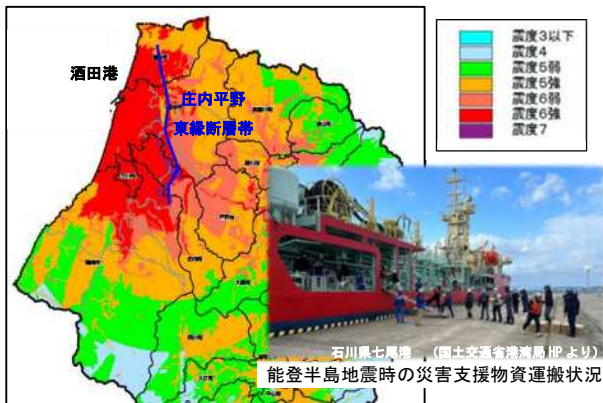 酒田港
庄内平野
東縁断層帯
震度3以下
震度4
震度5弱
震度5強
震度6弱
震度6強
震度7
石川県七尾港 (国土交通省港湾局HPより)
能登半島地震時の災害支援物資運搬状況